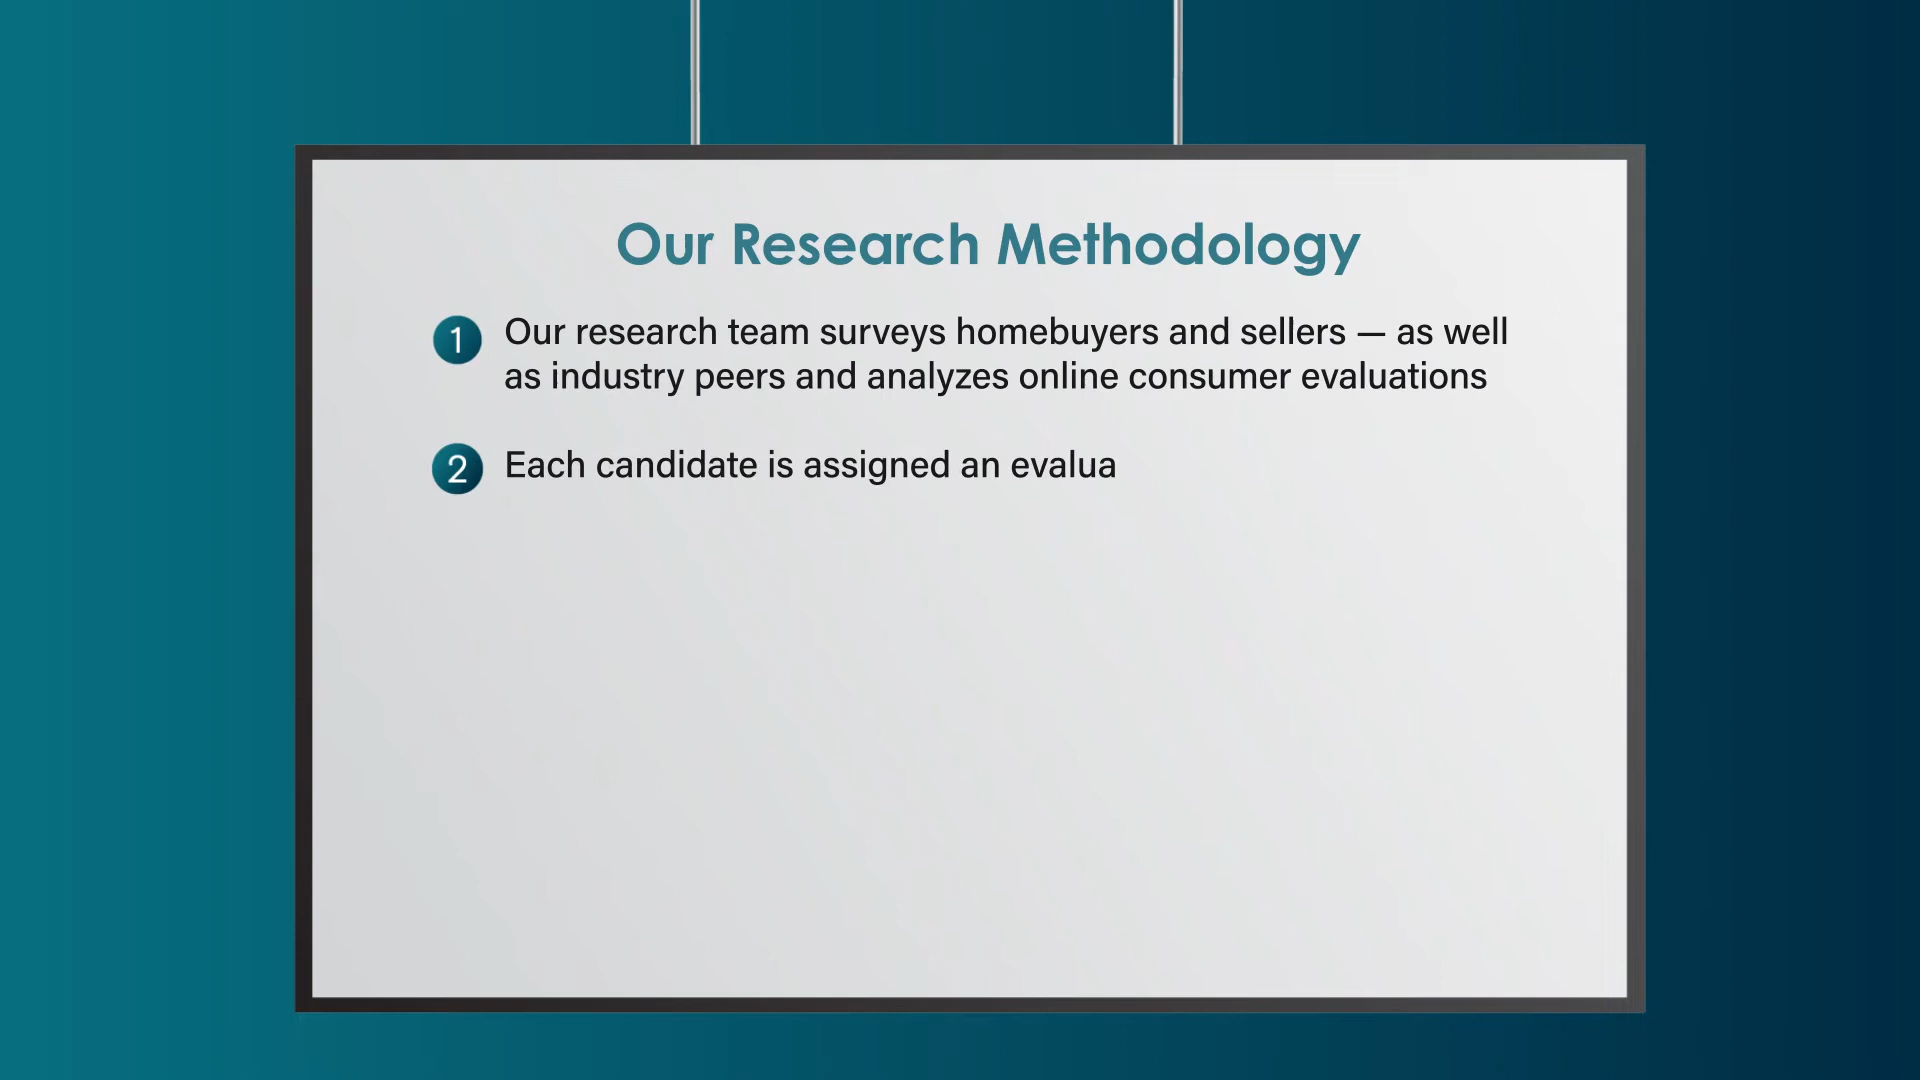 Our Research Methodology
1 Our research team surveys homebuyers and sellers — as well
as industry peers and analyzes online consumer evaluations
2 Each candidate is assigned an evalua